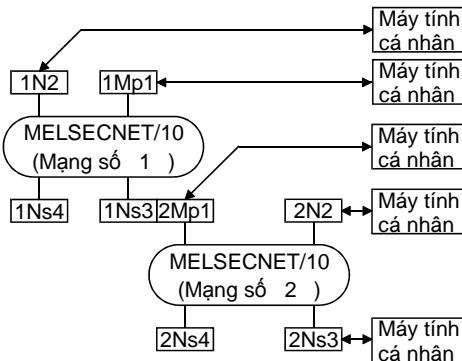 Máy tính
cá nhân
1N2
1Mp1
Máy tính
cá nhân
MELSECNET/10
(Mạng số 1 )
Máy tính
cá nhân
1Ns4
1Ns3
2Mp1
2N2
Máy tính
cá nhân
MELSECNET/10
(Mạng số 2 )
2Ns4
2Ns3
Máy tính
cá nhân